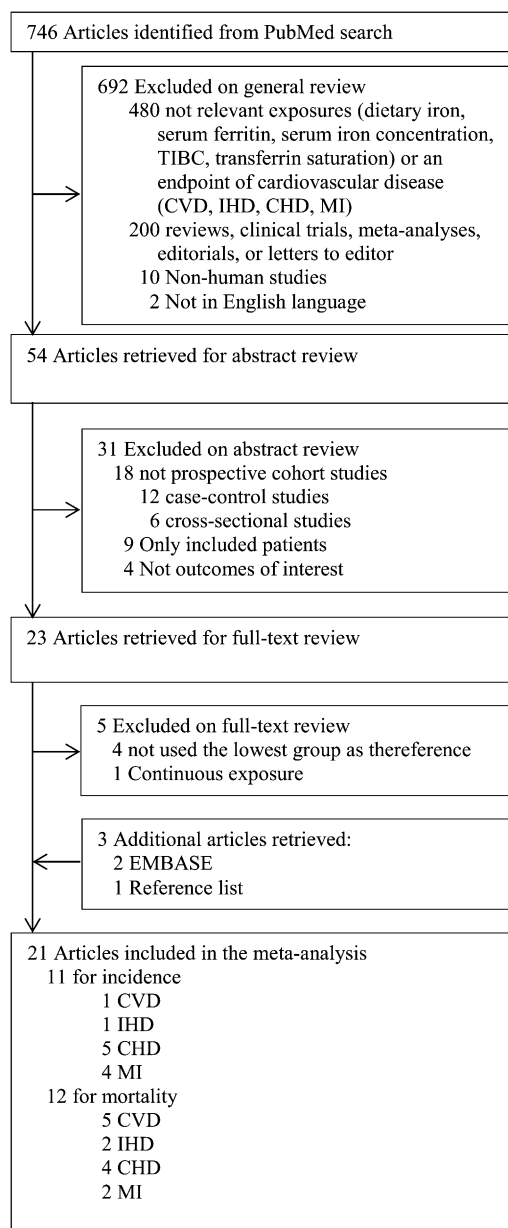 746 Articles identified from PubMed search
692 Excluded on general review
480 not relevant exposures (dietary iron,
serum ferritin, serum iron concentration,
TIBC, transferrin saturation) or an
endpoint of cardiovascular disease
(CVD, IHD, CHD, MI)
200 reviews, clinical trials, meta-analyses,
editorials, or letters to editor
10 Non-human studies
2 Not in English language
54 Articles retrieved for abstract review
31 Excluded on abstract review
18 not prospective cohort studies
12 case-control studies
6 cross-sectional studies
9 Only included patients
4 Not outcomes of interest
23 Articles retrieved for full-text review
5 Excluded on full-text review
4 not used the lowest group as thereference
1 Continuous exposure
3 Additional articles retrieved:
2 EMBASE
1 Reference list
21 Articles included in the meta-analysis
11 for incidence
1 CVD
1 IHD
5 CHD
4 MI
12 for mortality
5 CVD
2 IHD
4 CHD
2 MI